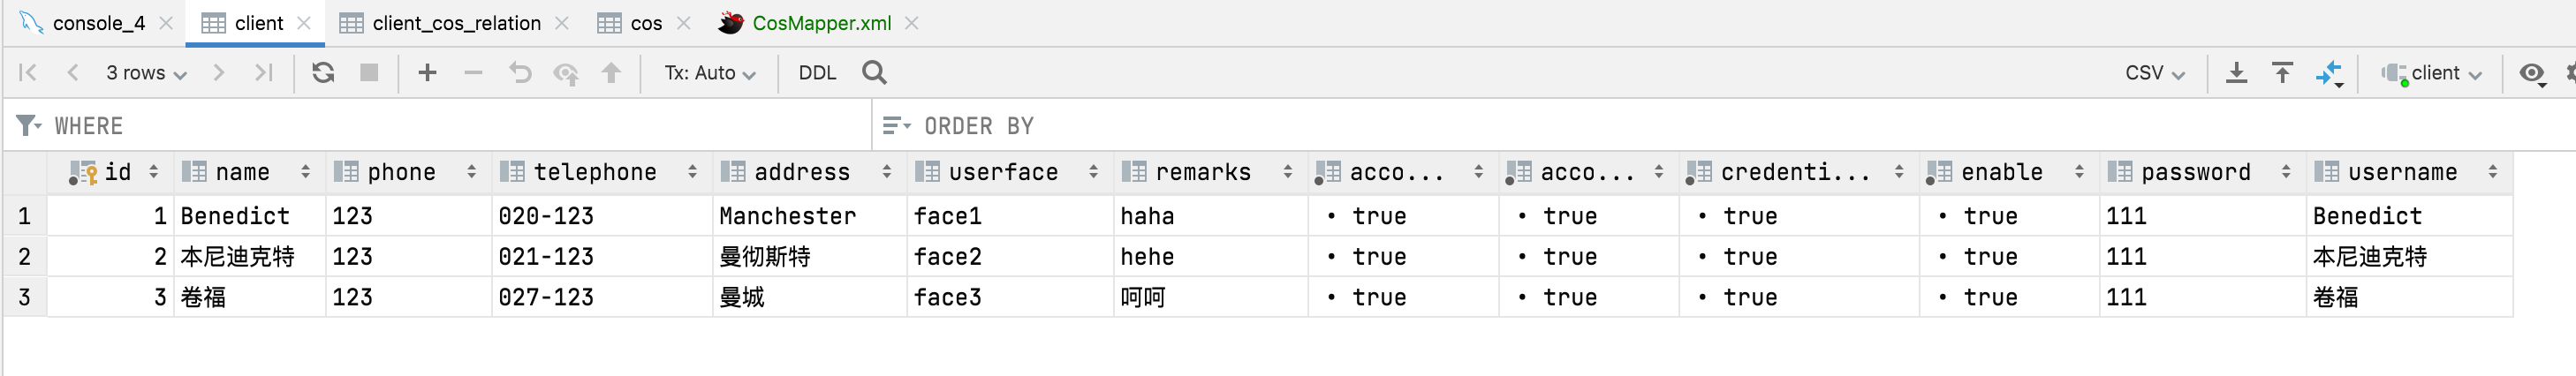 console_4 client client_cos_relation cos CosMapper.xml
3 rows Tx: Auto DDL CSV client
WHERE ORDER BY
id name phone telephone address userface remarks acco... acco... credenti... enable password username
1 1 Benedict 123 020-123 Manchester face1 haha true true true true 111 Benedict
2 2 本尼迪克特 123 021-123 曼彻斯特 face2 hehe true true true true 111 本尼迪克特
3 3 卷福 123 027-123 曼城 face3 呵呵 true true true true 111 卷福